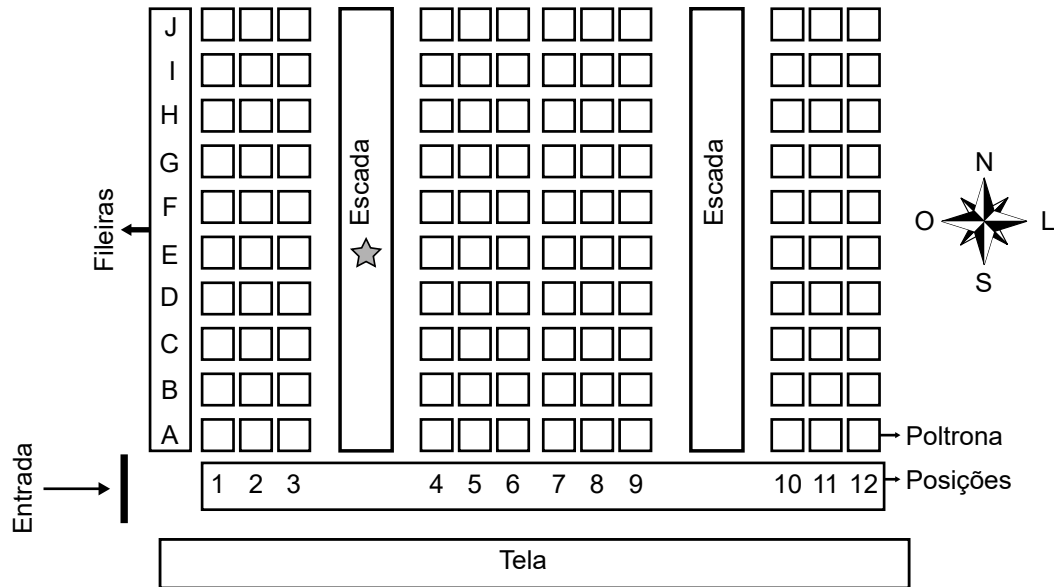 J
I
H
G
F
E
D
C
B
A
Fileiras
Escada
Escada
N
O L
S
Poltrona
Entrada
1 2 3 4 5 6 7 8 9 10 11 12
Posições
Tela